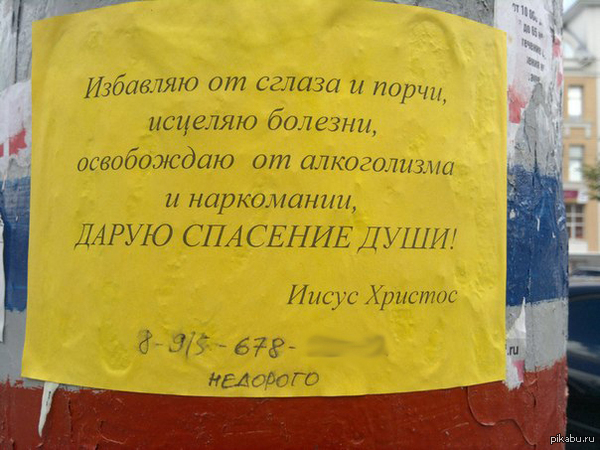 Избавляю от сглаза и порчи,
исцеляю болезни,
освобождаю от алкоголизма
и наркомании,
ДАРУЮ СПАСЕНИЕ ДУШИ!
Иисус Христос
8-915-678-
НЕДОРОГО
pikabu.ru